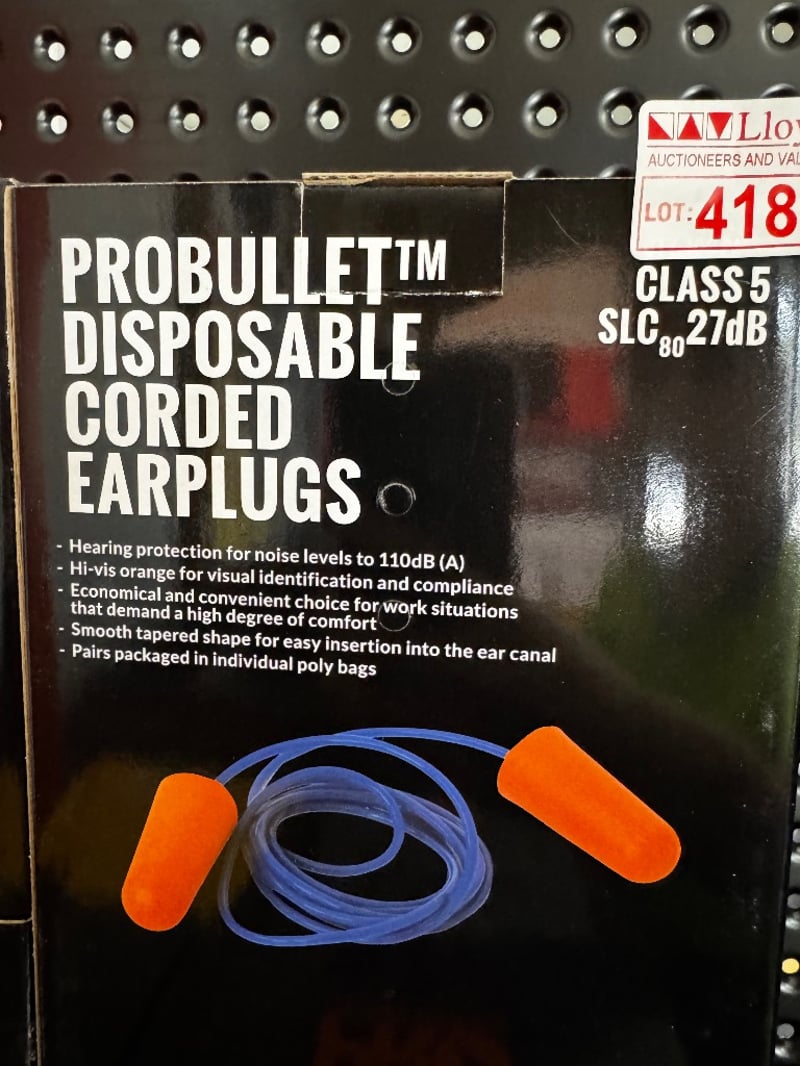 Llo
AUCTIONEERS AND VAL
LOT: 418
PROBULLET™
DISPOSABLE
CORDED
EARPLUGS
CLASS 5
SLC80 27dB
- Hearing protection for noise levels to 110dB (A)
- Hi-vis orange for visual identification and compliance
- Economical and convenient choice for work situations
that demand a high degree of comfort
- Smooth tapered shape for easy insertion into the ear canal
- Pairs packaged in individual poly bags